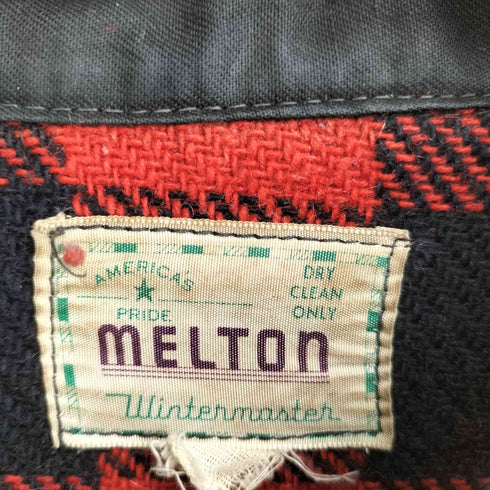 AMERICA'S
PRIDE
DRY
CLEAN
ONLY
MELTON
Wintermaster